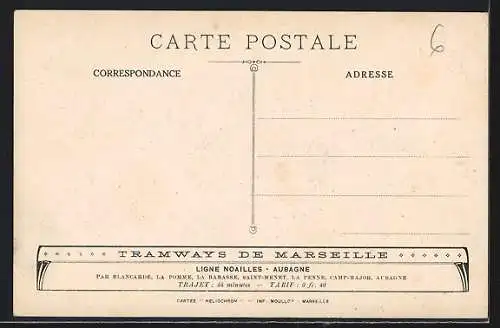 CARTE POSTALE
6
CORRESPONDANCE
ADRESSE
TRAMWAYS DE MARSEILLE
LIGNE NOAILLES - AUBAGNE
PAR BLANCARDE, LA POMME, LA BARASSE, SAINT-MENET, LA PENNE, CAMP-MAJOR, AUBAGNE
TRAJET : 55 minutes — TARIF : 0 fr. 40
CARTES "HELIOCHROM" — IMP. MOULLOT - MARSEILLE